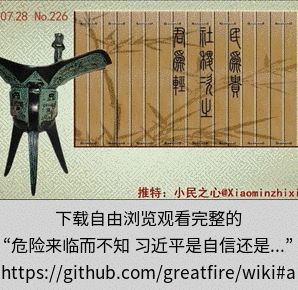 07.28 No.226
民為貴
社稷次之
君為輕
推特：小民之心@Xiaominzhixi
下载自由浏览观看完整的
“危险来临而不知 习近平是自信还是...”
https://github.com/greatfire/wiki#a